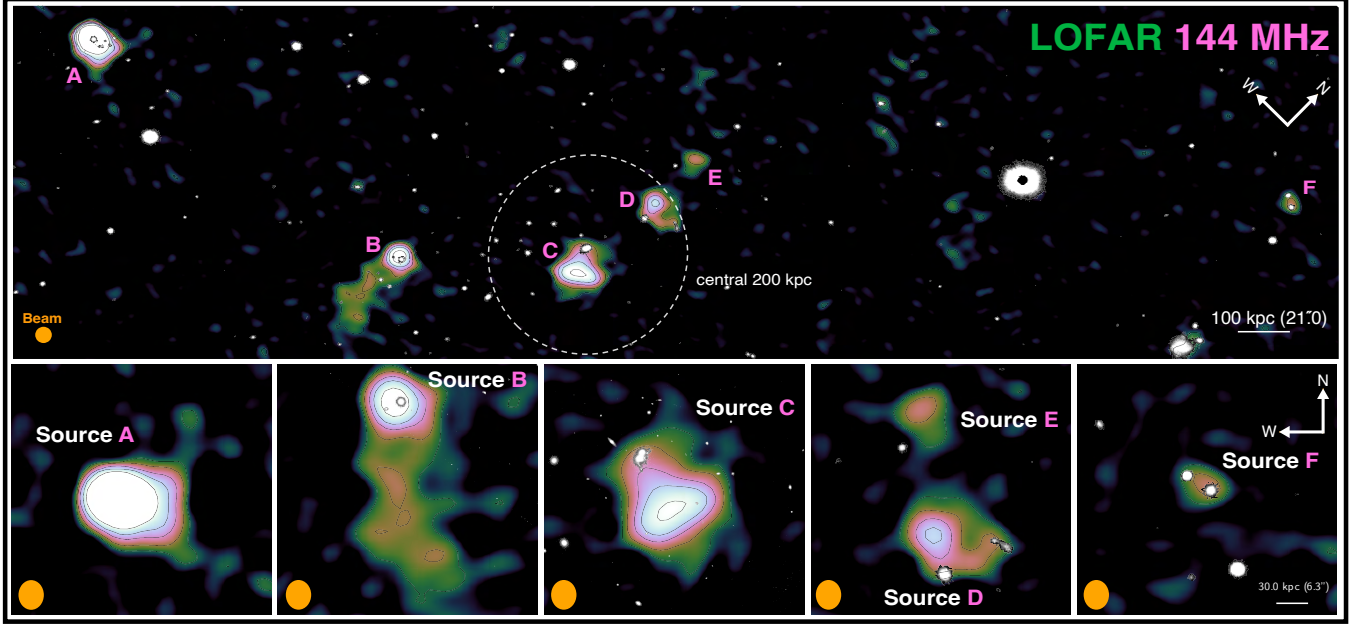 LOFAR 144 MHz
A
W
N
E
D
F
B
C
central 200 kpc
Beam
100 kpc (21.″0)
Source A
Source B
Source C
Source E
Source D
N
W
Source F
30.0 kpc (6.3")